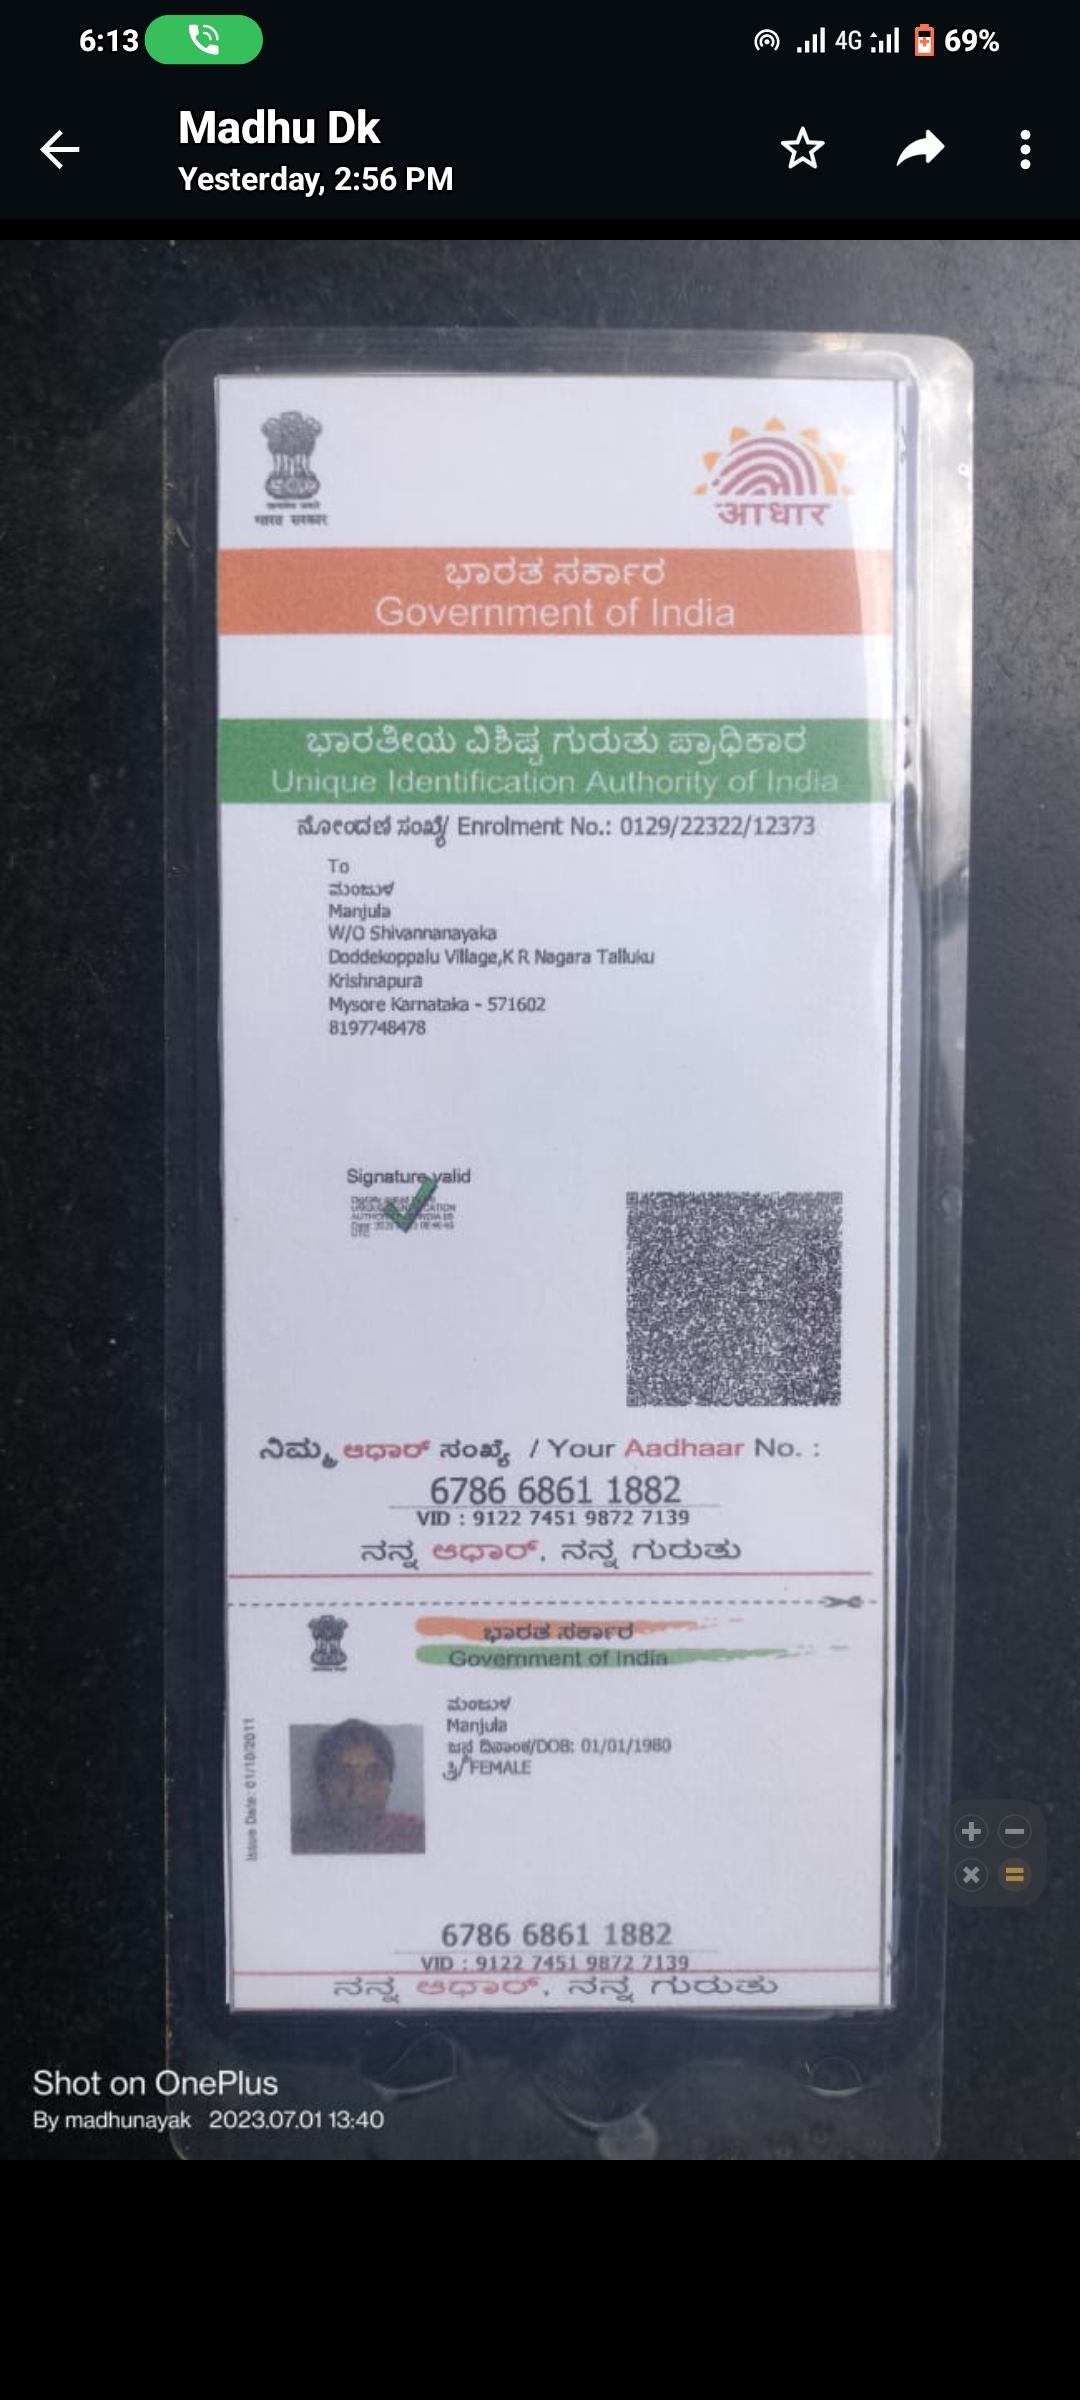 6:13
4G
69%
Madhu Dk
Yesterday, 2:56 PM
भारत सरकार
आधार
ಭಾರತ ಸರ್ಕಾರ
Government of India
ಭಾರತೀಯ ವಿಶಿಷ್ಟ ಗುರುತು ಪ್ರಾಧಿಕಾರ
Unique Identification Authority of India
ನೋಂದಣಿ ಸಂಖ್ಯೆ/ Enrolment No.: 0129/22322/12373
To
ಮಂಜುಳ
Manjula
W/O Shivannanayaka
Doddekoppalu Village,K R Nagara Talluku
Krishnapura
Mysore Karnataka - 571602
8197748478
Signature valid
ನಿಮ್ಮ ಆಧಾರ್ ಸಂಖ್ಯೆ / Your Aadhaar No. :
6786 6861 1882
VID : 9122 7451 9872 7139
ನನ್ನ ಆಧಾರ್, ನನ್ನ ಗುರುತು
ಭಾರತ ಸರ್ಕಾರ
Government of India
ಮಂಜುಳ
Manjula
ಜನ್ಮ ದಿನಾಂಕ/DOB: 01/01/1980
ಸ್ತ್ರೀ/FEMALE
Issue Date: 01/10/2011
6786 6861 1882
VID : 9122 7451 9872 7139
ನನ್ನ ಆಧಾರ್, ನನ್ನ ಗುರುತು
Shot on OnePlus
By madhunayak 2023.07.01 13:40